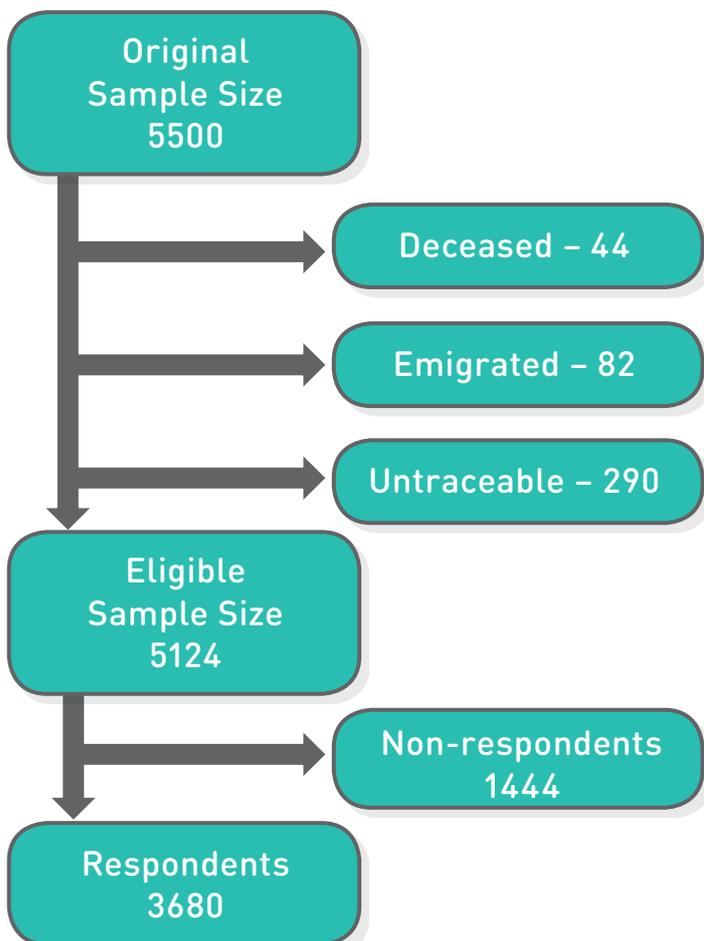 Original
Sample Size
5500
Deceased – 44
Emigrated – 82
Untraceable – 290
Eligible
Sample Size
5124
Non-respondents
1444
Respondents
3680